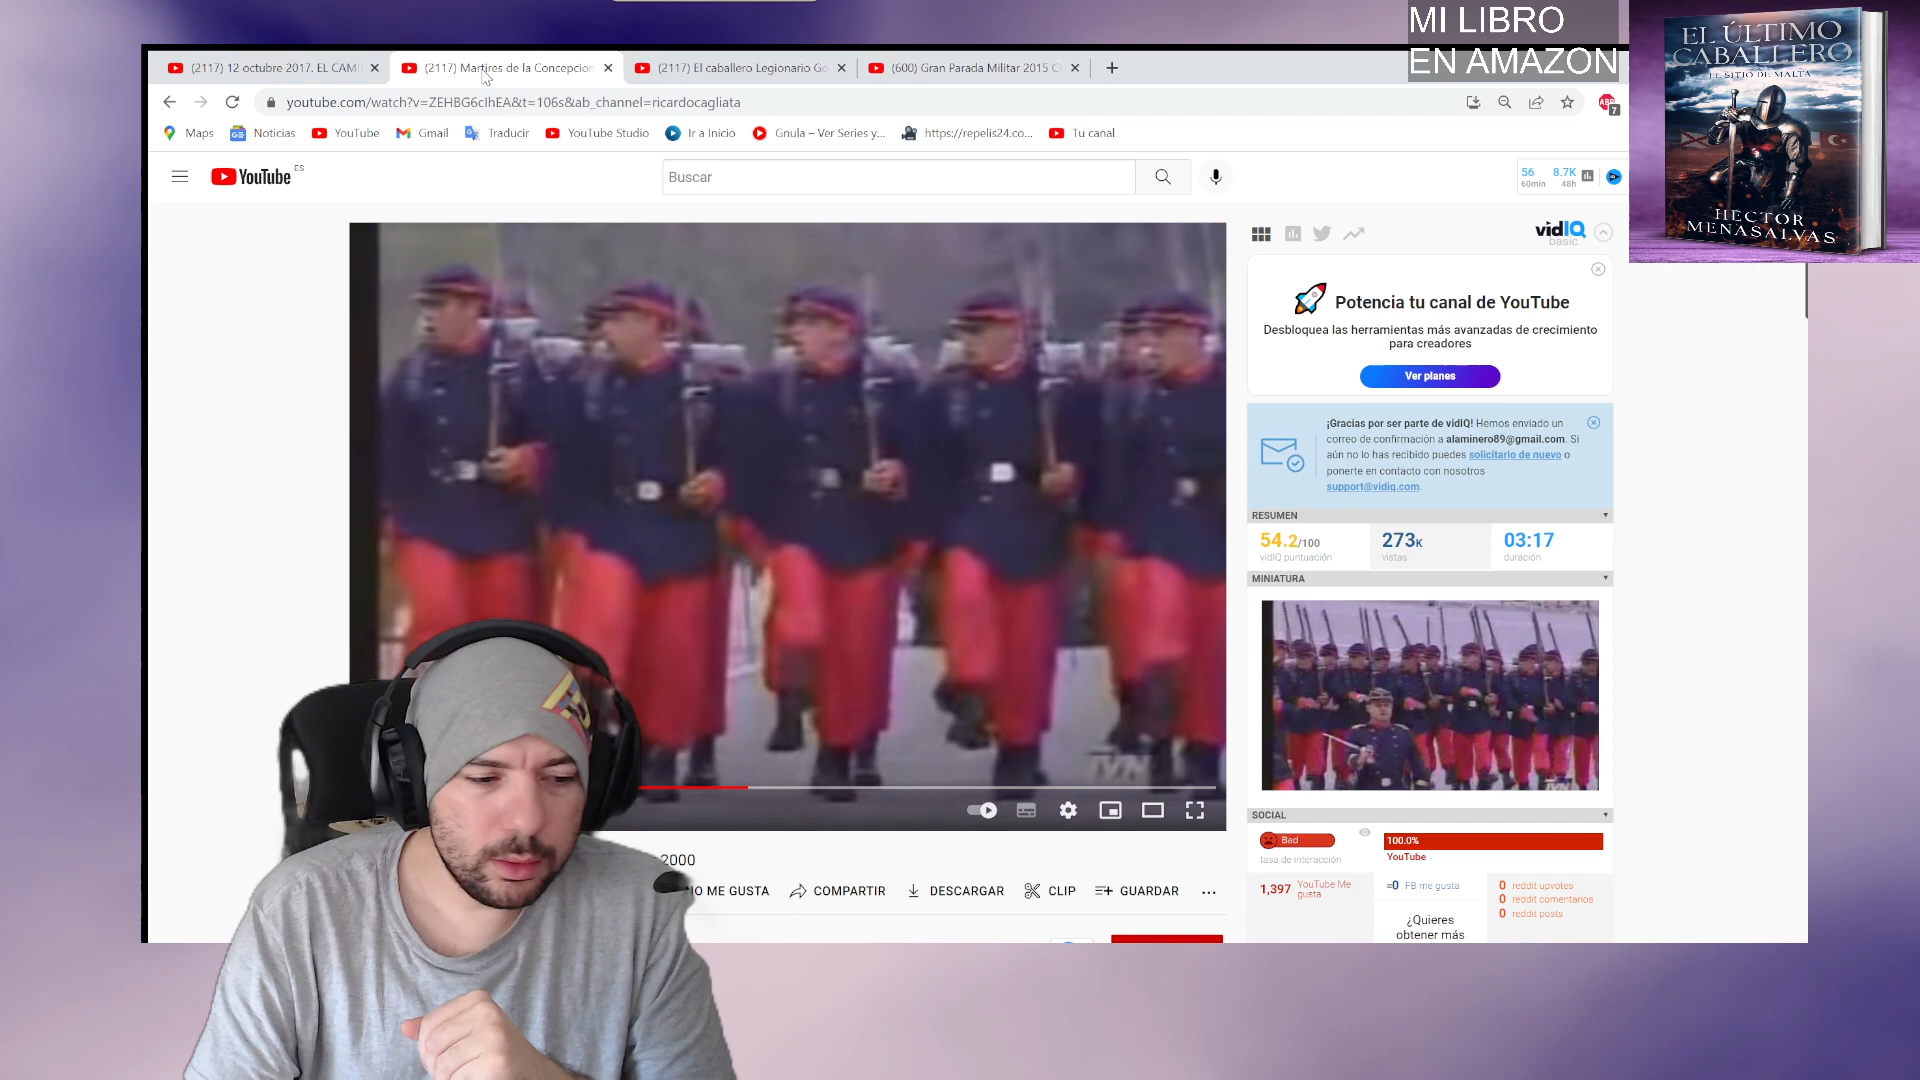 MI LIBRO
EN AMAZON
EL ÚLTIMO
CABALLERO
EL SITIO DE MALTA
HECTOR
MENASALVAS
(2117) 12 octubre 2017. EL CAMI
(2117) Martires de la Concepcion
(2117) El caballero Legionario Go
(600) Gran Parada Militar 2015 C
youtube.com/watch?v=ZEHBG6cIhEA&t=106s&ab_channel=ricardocagliata
ABP
7
Maps
Noticias
YouTube
Gmail
Traducir
YouTube Studio
Ir a Inicio
Gnula – Ver Series y...
https://repelis24.co...
Tu canal
YouTube ES
Buscar
56
60min
8.7K
48h
vidIQ
basic
Potencia tu canal de YouTube
Desbloquea las herramientas más avanzadas de crecimiento
para creadores
Ver planes
¡Gracias por ser parte de vidIQ! Hemos enviado un
correo de confirmación a alaminero89@gmail.com. Si
aún no lo has recibido puedes solicitarlo de nuevo o
ponerte en contacto con nosotros
support@vidiq.com.
RESUMEN
54.2/100
vidIQ puntuación
273K
vistas
03:17
duración
MINIATURA
TVN
SOCIAL
Bad
tasa de interacción
100.0%
YouTube
1,397 YouTube Me
gusta
≈0 FB me gusta
0 reddit upvotes
0 reddit comentarios
0 reddit posts
¿Quieres
obtener más
2000
NO ME GUSTA
COMPARTIR
DESCARGAR
CLIP
GUARDAR